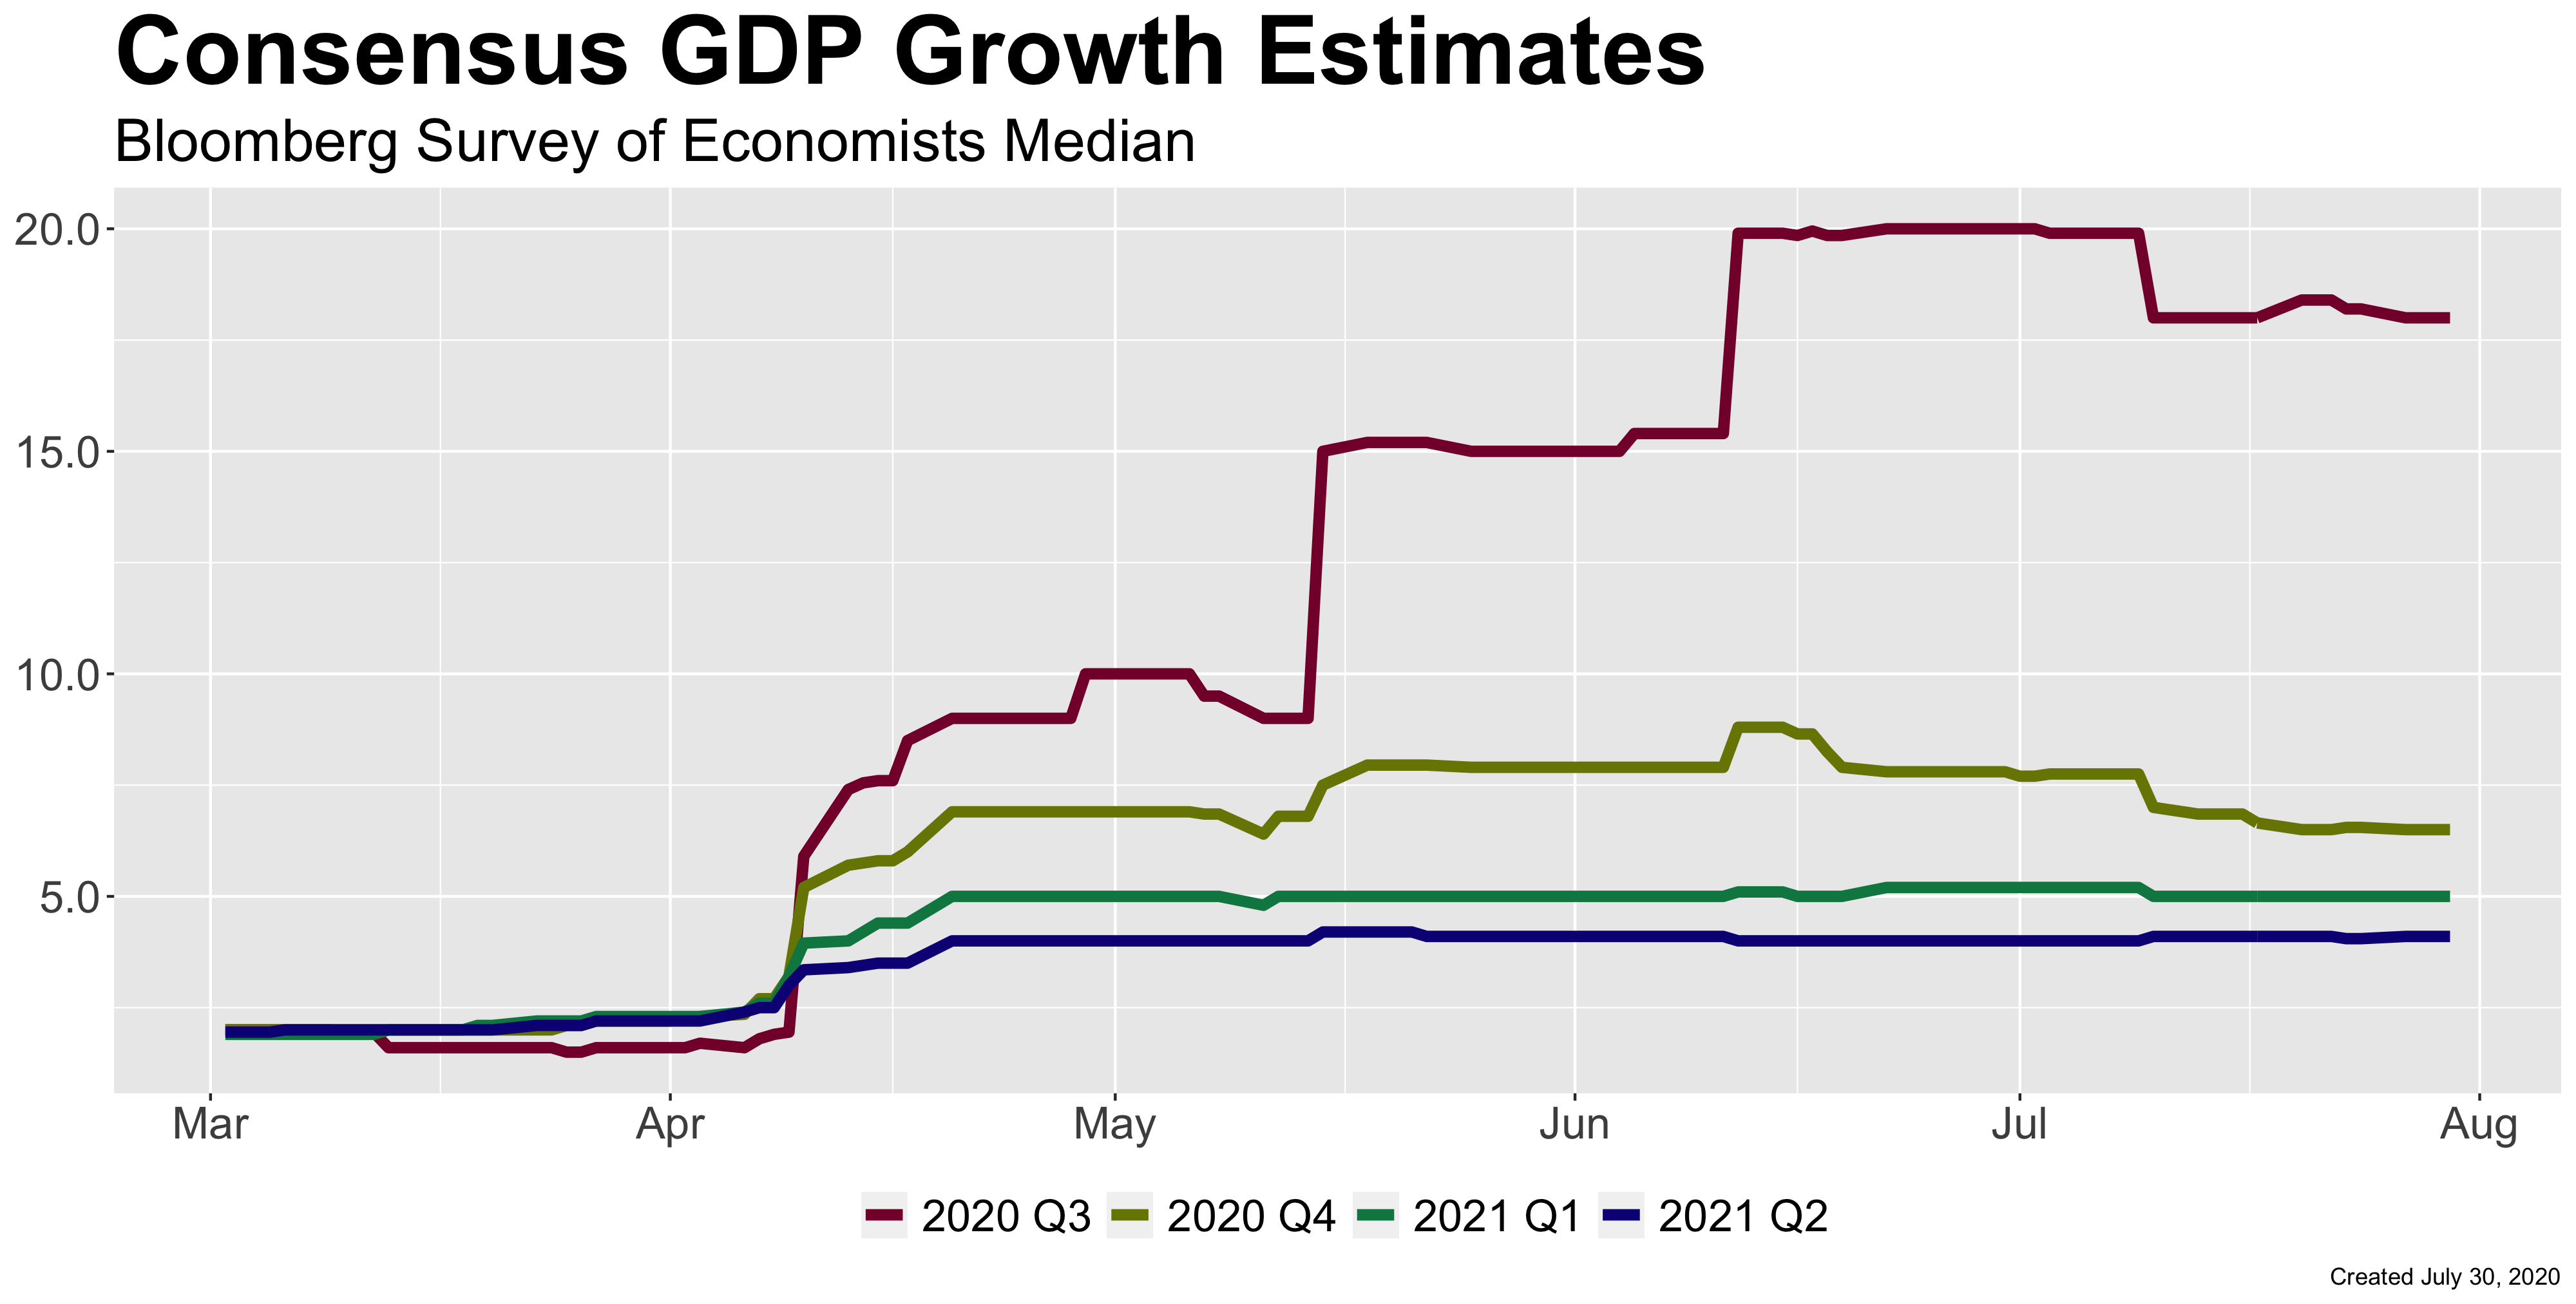 Consensus GDP Growth Estimates
Bloomberg Survey of Economists Median
20.0
15.0
10.0
5.0
Mar Apr May Jun Jul Aug
2020 Q3 2020 Q4 2021 Q1 2021 Q2
Created July 30, 2020